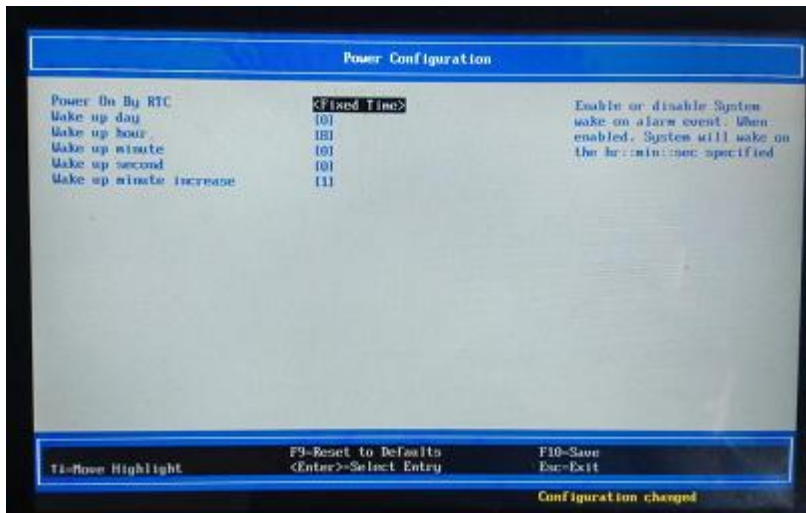 Power Configuration
Power On By RTC <Fixed Time>
Wake up day [0]
Wake up hour [8]
Wake up minute [0]
Wake up second [0]
Wake up minute increase [1]
Enable or disable System
wake on alarm event. When
enabled, System will wake on
the hr::min::sec specified
F9=Reset to Defaults F10=Save
↑↓=Move Highlight <Enter>=Select Entry Esc=Exit
Configuration changed